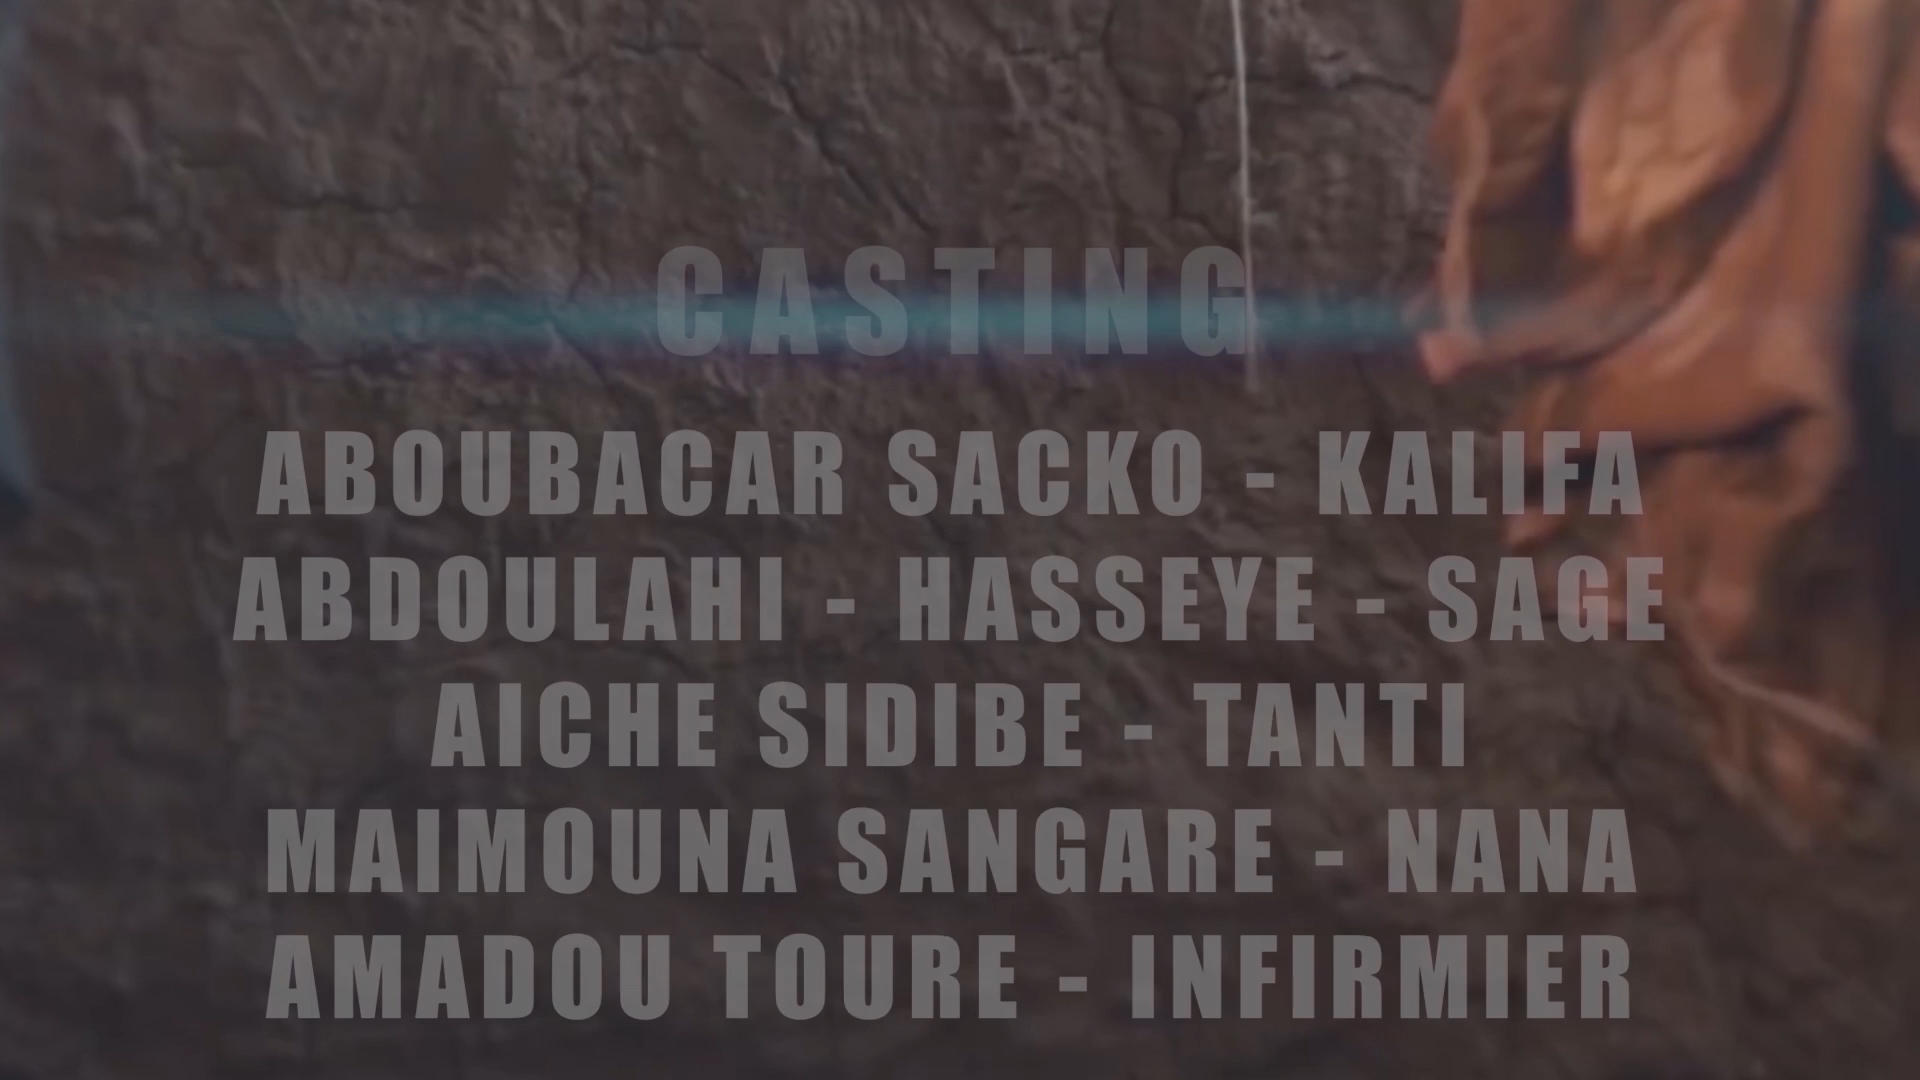 CASTING
ABOUBACAR SACKO - KALIFA
ABDOULAHI - HASSEYE - SAGE
AICHE SIDIBE - TANTI
MAIMOUNA SANGARE - NANA
AMADOU TOURE - INFIRMIER